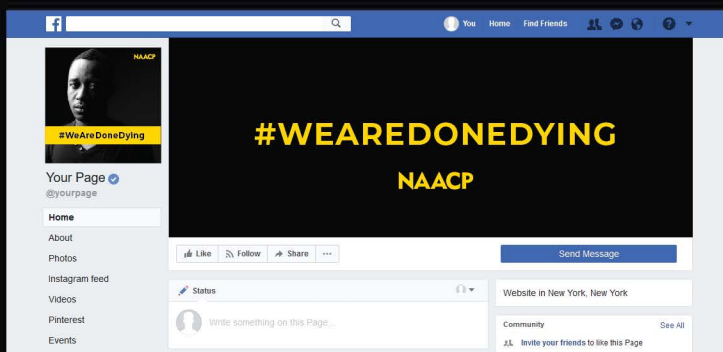 You Home Find Friends
NAACP
#WeAreDoneDying
#WEAREDONEDYING
NAACP
Your Page
@yourpage
Home
About
Photos
Instagram feed
Videos
Pinterest
Events
Like Follow Share
Send Message
Status
Write something on this Page...
Website in New York, New York
Community See All
Invite your friends to like this Page